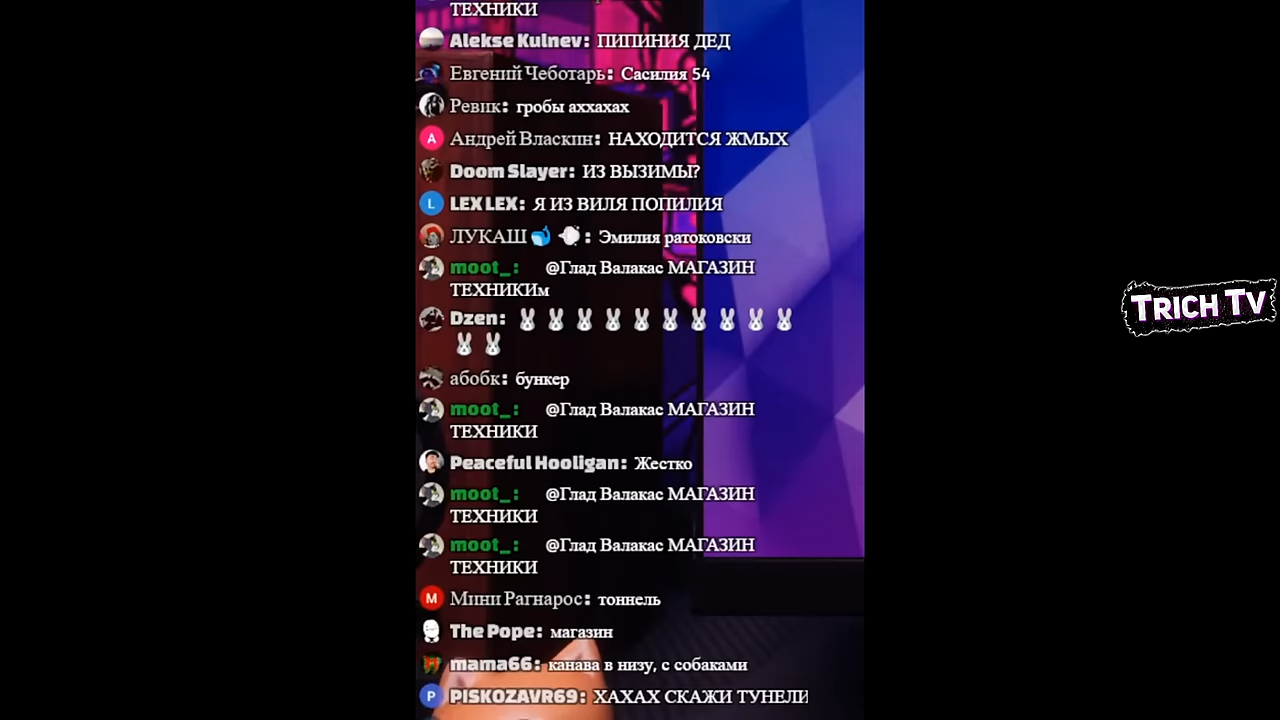 ТЕХНИКИ
Alekse Kulnev: ПИПИНИЯ ДЕД
Евгений Чеботарь: Сасилия 54
Ревик: гробы аххахах
Андрей Власкин: НАХОДИТСЯ ЖМЫХ
Doom Slayer: ИЗ ВЫЗИМЫ?
LEX LEX: Я ИЗ ВИЛЯ ПОПИЛИЯ
ЛУКАШ: Эмилия ратоковски
moot_: @Глад Валакас МАГАЗИН
ТЕХНИКИм
Dzen:
абобк: бункер
moot_: @Глад Валакас МАГАЗИН
ТЕХНИКИ
Peaceful Hooligan: Жестко
moot_: @Глад Валакас МАГАЗИН
ТЕХНИКИ
moot_: @Глад Валакас МАГАЗИН
ТЕХНИКИ
Мини Рагнарос: тоннель
The Pope: магазин
mama66: канава в низу, с собаками
PISKOZAVR69: ХАХАХ СКАЖИ ТУНЕЛИ
TRICH TV